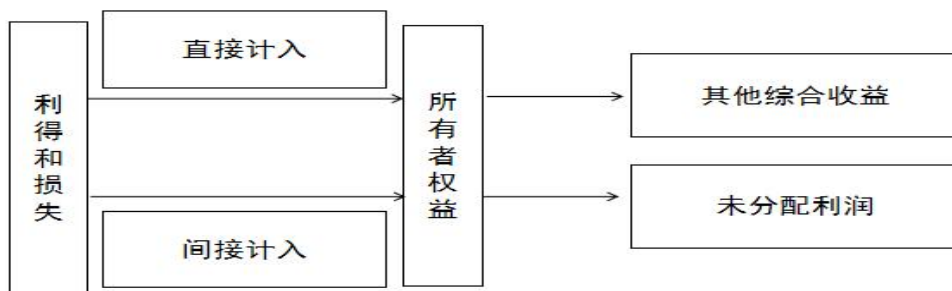 利得和损失
直接计入
间接计入
所有者权益
其他综合收益
未分配利润